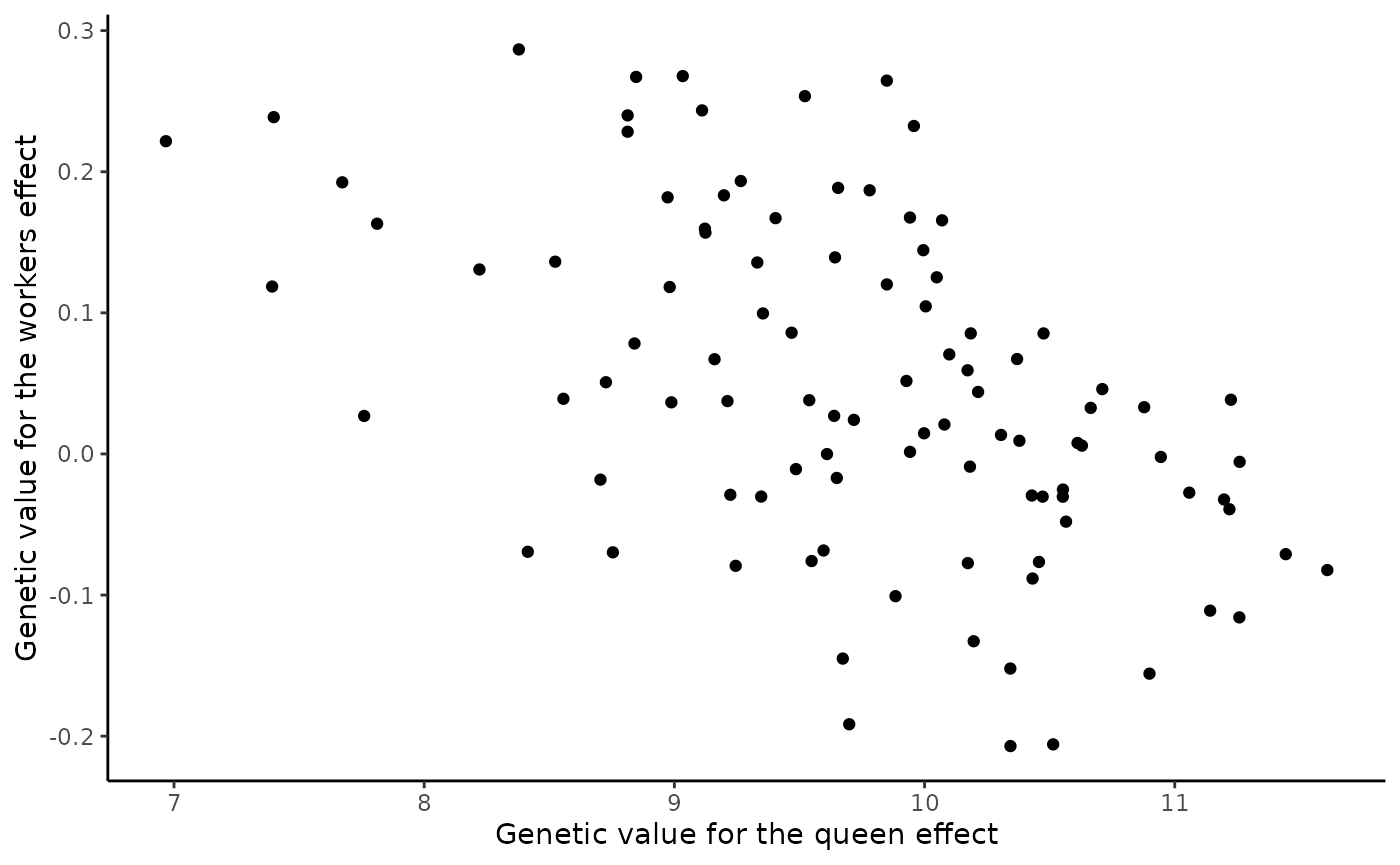 Genetic value for the workers effect
0.3
0.2
0.1
0.0
-0.1
-0.2
7 8 9 10 11
Genetic value for the queen effect